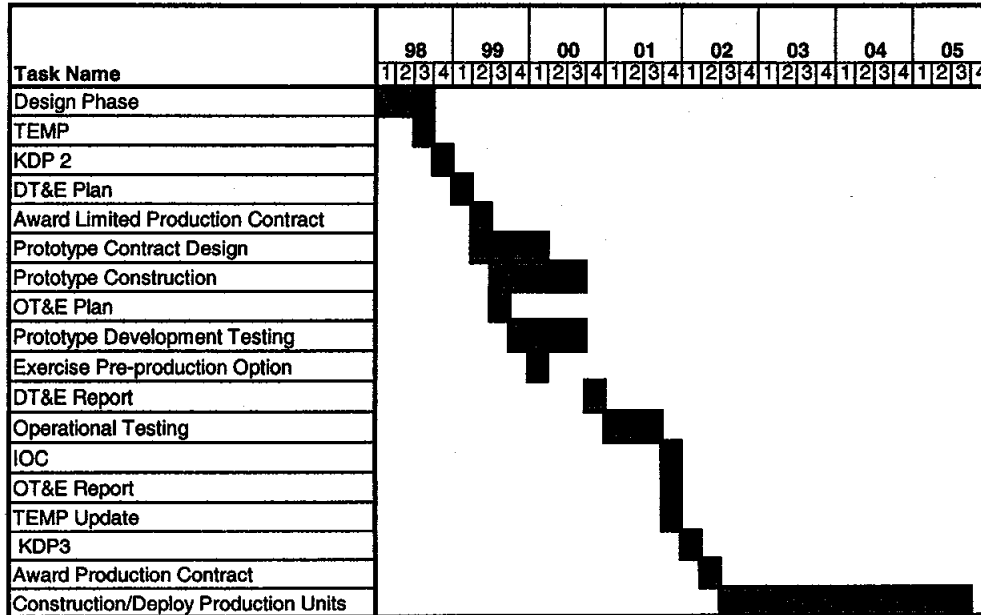 98 99 00 01 02 03 04 05
Task Name 1 2 3 4 1 2 3 4 1 2 3 4 1 2 3 4 1 2 3 4 1 2 3 4 1 2 3 4 1 2 3 4
Design Phase
TEMP
KDP 2
DT&E Plan
Award Limited Production Contract
Prototype Contract Design
Prototype Construction
OT&E Plan
Prototype Development Testing
Exercise Pre-production Option
DT&E Report
Operational Testing
IOC
OT&E Report
TEMP Update
KDP3
Award Production Contract
Construction/Deploy Production Units